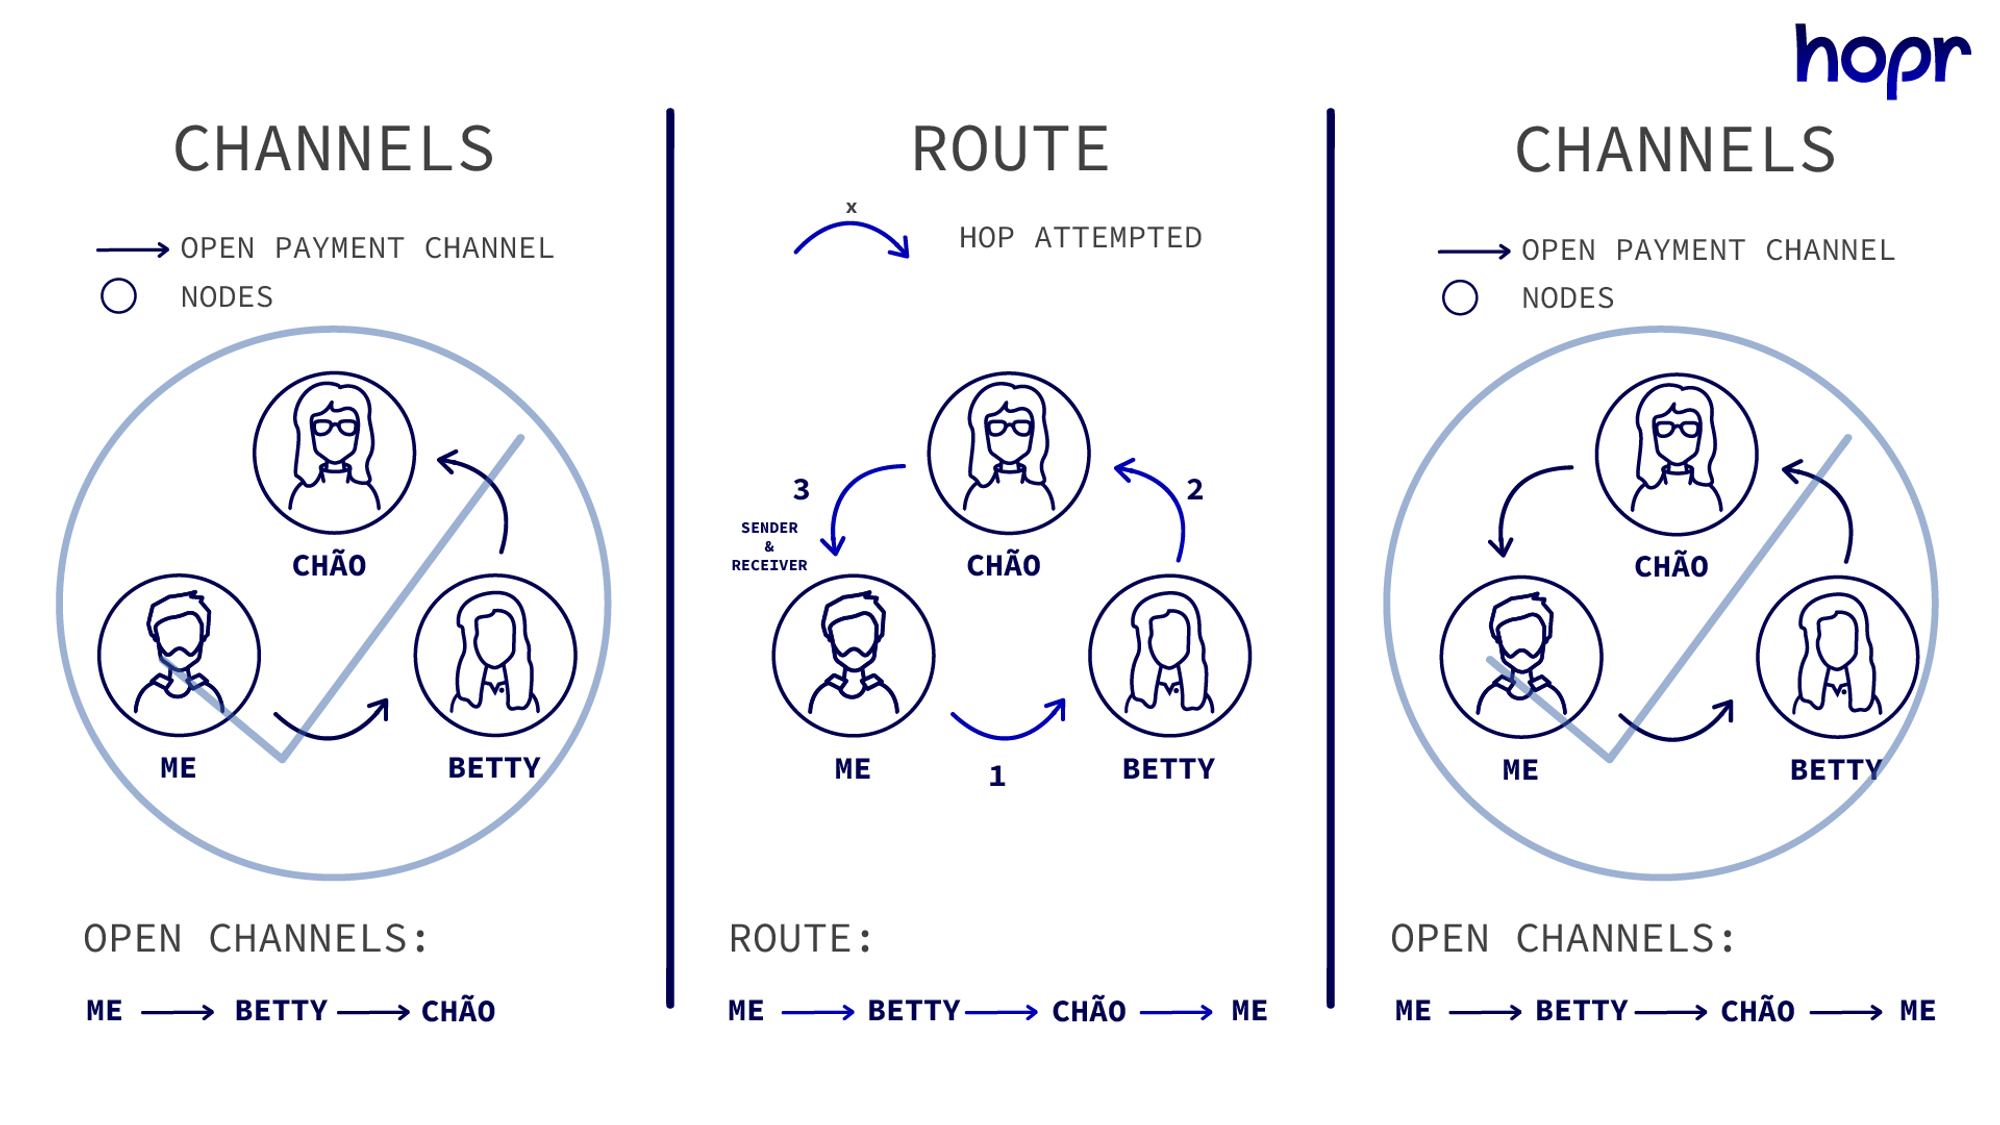 hopr
CHANNELS
OPEN PAYMENT CHANNEL
NODES
CHÃO
ME
BETTY
OPEN CHANNELS:
ME BETTY CHÃO
ROUTE
x
HOP ATTEMPTED
3
2
SENDER
&
RECEIVER
CHÃO
ME
BETTY
1
ROUTE:
ME BETTY CHÃO ME
CHANNELS
OPEN PAYMENT CHANNEL
NODES
CHÃO
ME
BETTY
OPEN CHANNELS:
ME BETTY CHÃO ME